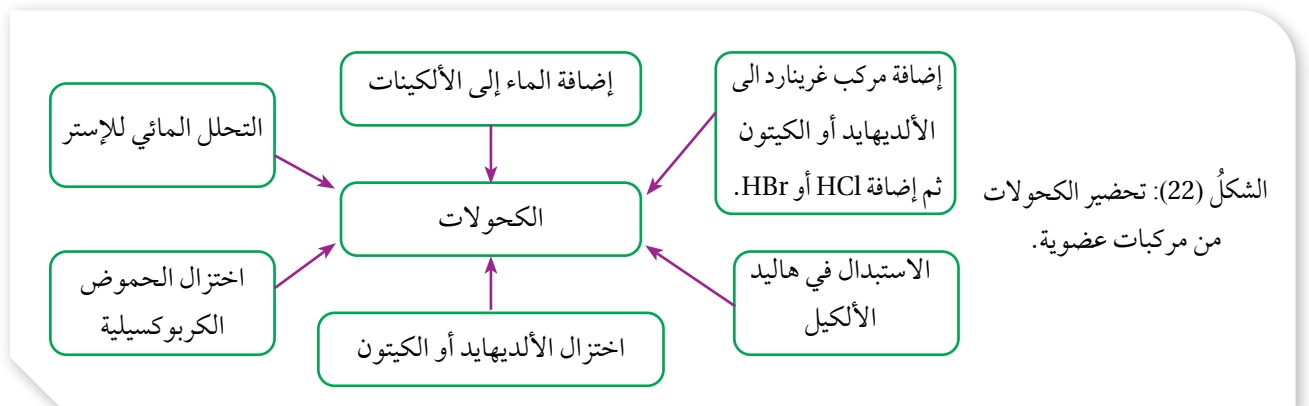 إضافة مركب غرينارد الى
الألديهايد أو الكيتون
ثم إضافة HCl أو HBr.
إضافة الماء إلى الألكينات
التحلل المائي للإستر
الشكلُ (22): تحضير الكحولات
من مركبات عضوية.
الكحولات
الاستبدال في هاليد
الألكيل
اختزال الألديهايد أو الكيتون
اختزال الحموض
الكربوكسيلية